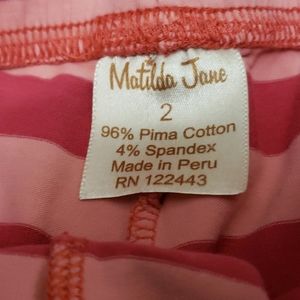 Matilda Jane
2
96% Pima Cotton
4% Spandex
Made in Peru
RN 122443